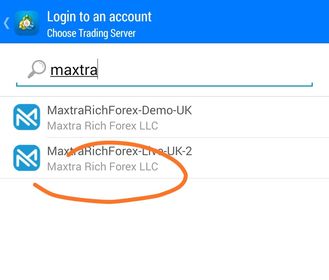 Login to an account
Choose Trading Server
maxtra
MaxtraRichForex-Demo-UK
Maxtra Rich Forex LLC
MaxtraRichForex-Live-UK-2
Maxtra Rich Forex LLC